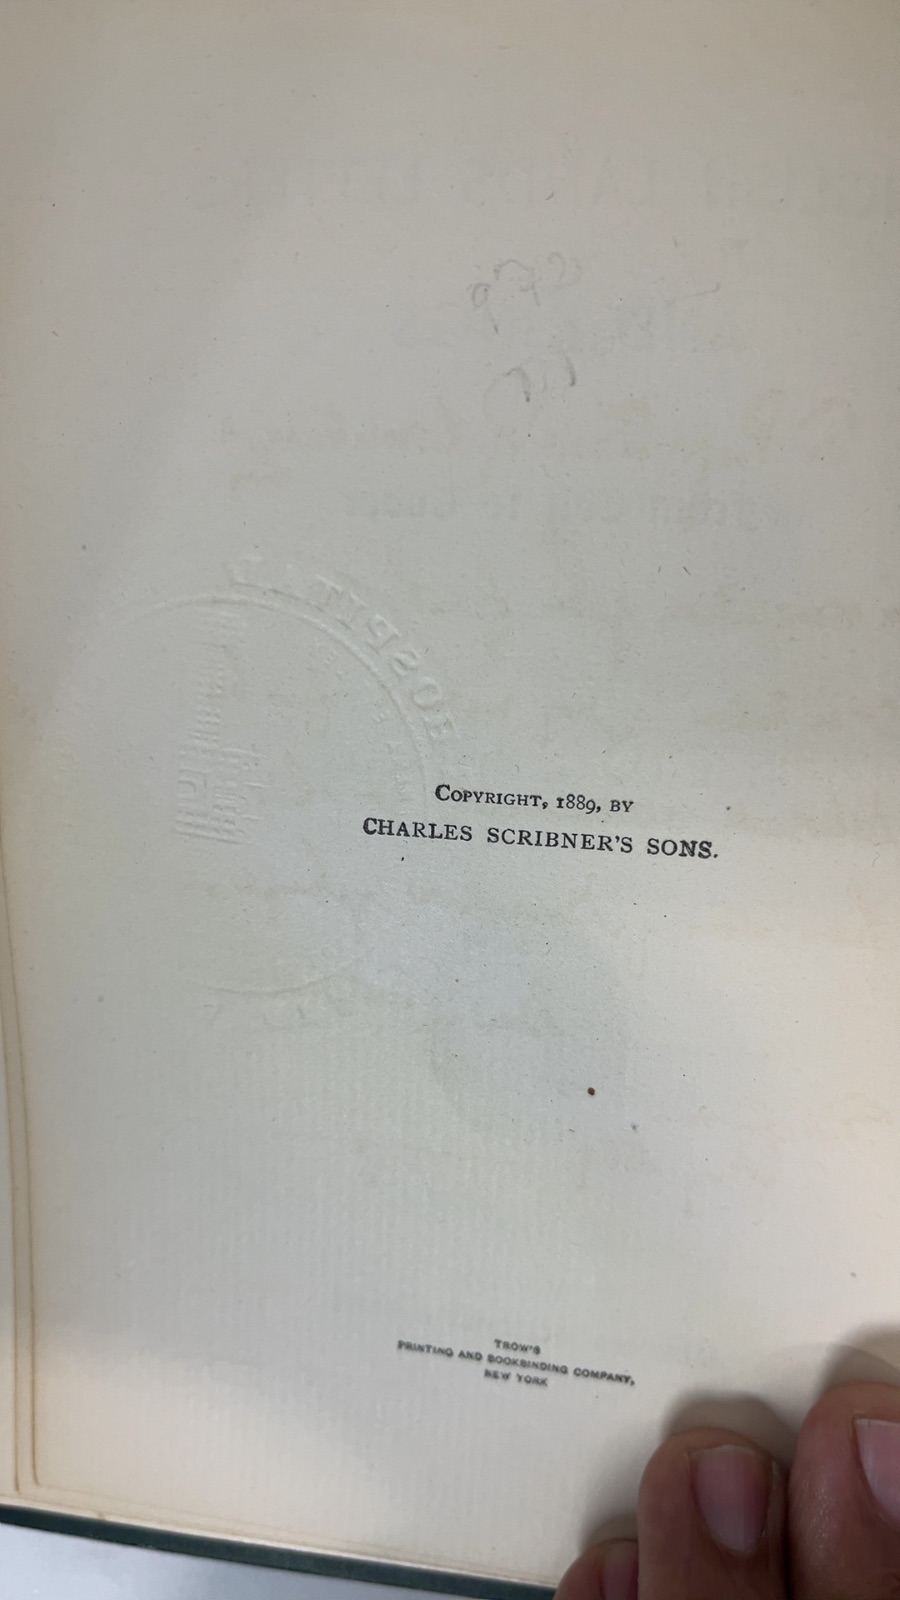 COPYRIGHT, 1889, BY
CHARLES SCRIBNER'S SONS.
TROW'S
PRINTING AND BOOKBINDING COMPANY,
NEW YORK